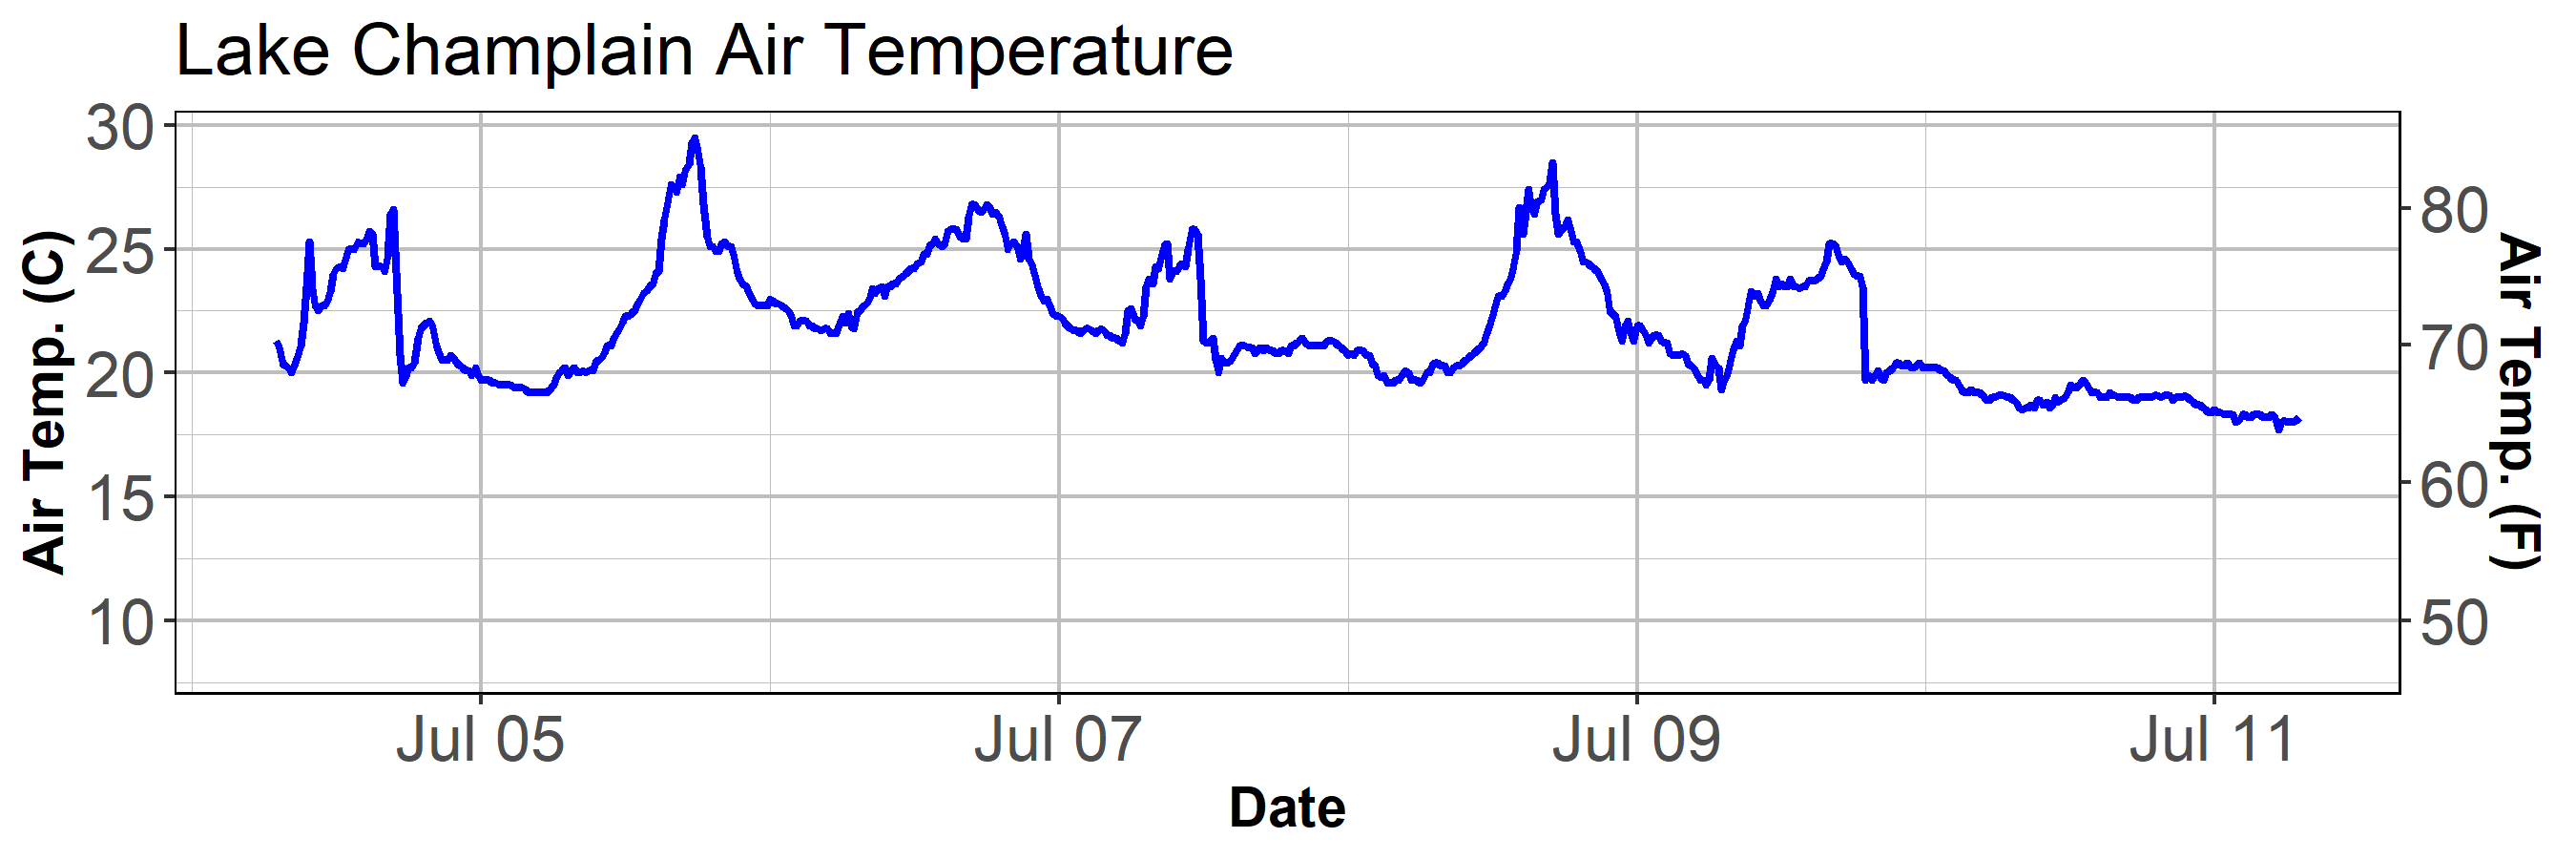 Lake Champlain Air Temperature
Air Temp. (C)
30
25
20
15
10
80
70
60
50
Air Temp. (F)
Jul 05 Jul 07 Jul 09 Jul 11
Date